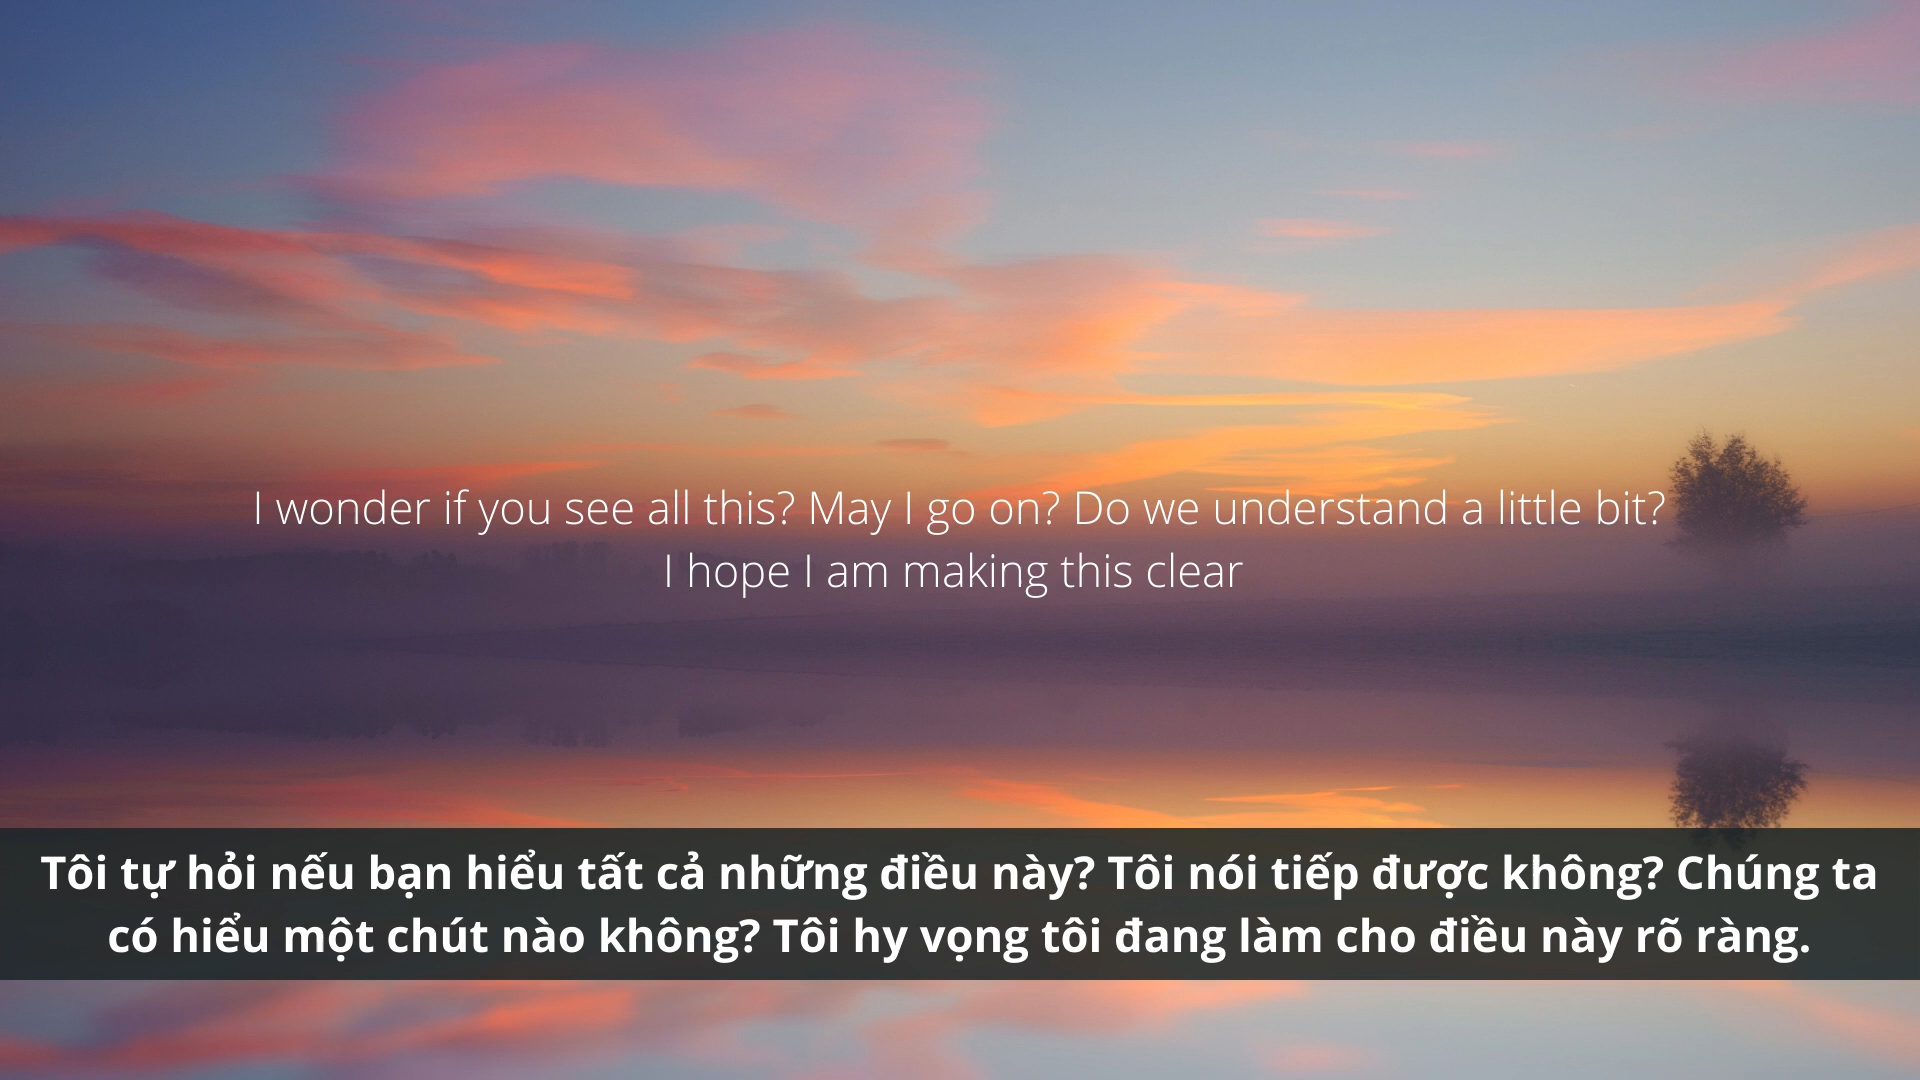 I wonder if you see all this? May I go on? Do we understand a little bit?
I hope I am making this clear
Tôi tự hỏi nếu bạn hiểu tất cả những điều này? Tôi nói tiếp được không? Chúng ta
có hiểu một chút nào không? Tôi hy vọng tôi đang làm cho điều này rõ ràng.